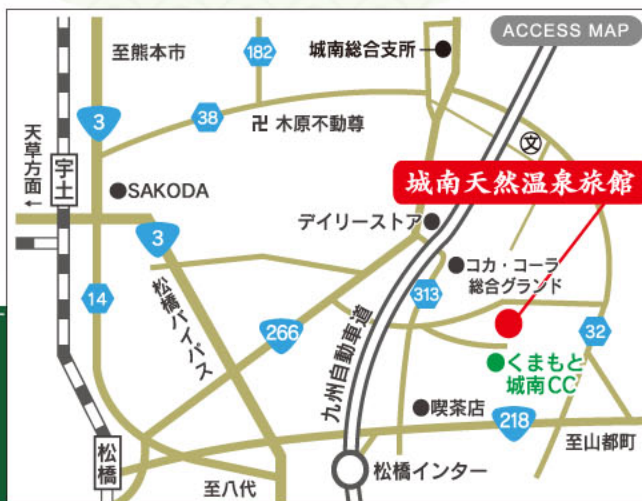 ACCESS MAP
至熊本市
182
城南総合支所
3
38
卍 木原不動尊
文
天草方面
←
宇土
SAKODA
城南天然温泉旅館
デイリーストア
3
コカ・コーラ
総合グランド
14
松橋バイパス
266
313
九州自動車道
32
くまもと
城南CC
喫茶店
218
松橋
至八代
松橋インター
至山都町